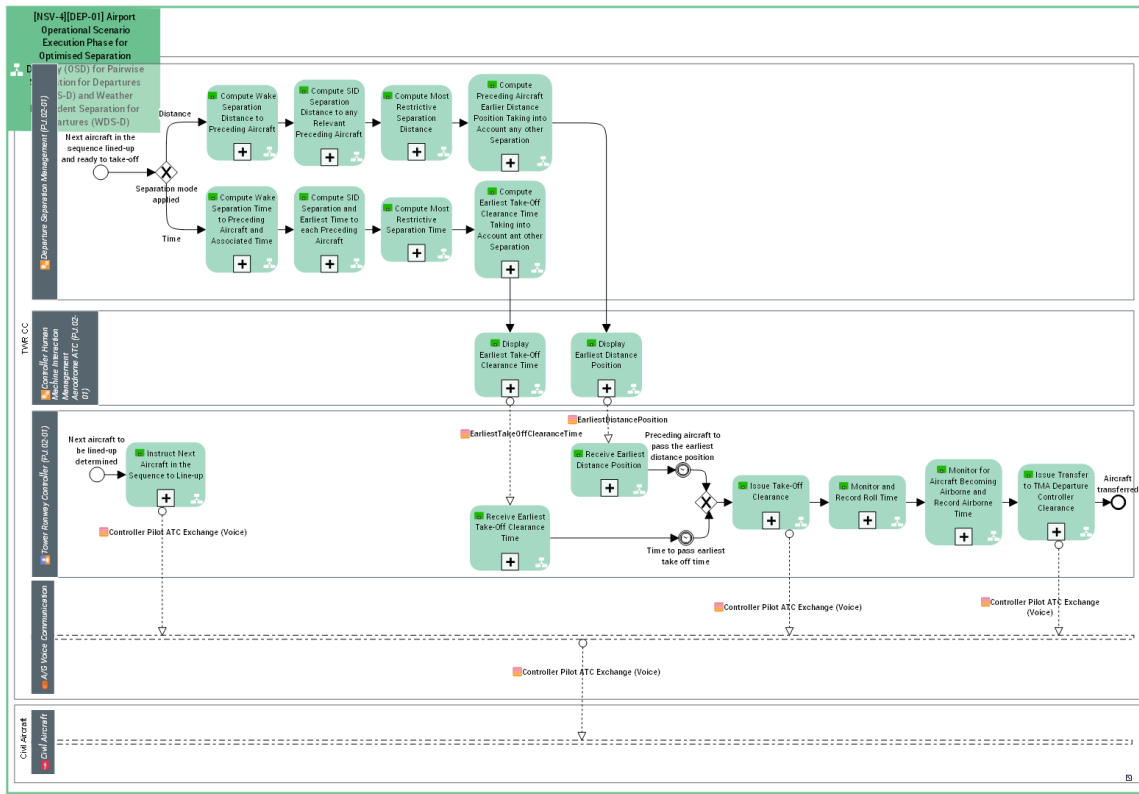 [NSV-4][DEP-01] Airport
Operational Scenario
Execution Phase for
Optimised Separation
(OSD) for Pairwise
for Departures
and Weather
Separation for
(WDS-D)
TWR CC
Departure Separation Management (PJ.02-01)
Next aircraft in the
sequence lined-up
and ready to take-off
Distance
Separation mode
applied
Time
Compute Wake
Separation
Distance to
Preceding Aircraft
Compute SID
Separation
Distance to any
Relevant
Preceding Aircraft
Compute Most
Restrictive
Separation
Distance
Compute
Preceding Aircraft
Earlier Distance
Position Taking into
Account any other
Separation
Compute Wake
Separation Time
to Preceding
Aircraft and
Associated Time
Compute SID
Separation and
Earliest Time to
each Preceding
Aircraft
Compute Most
Restrictive
Separation Time
Compute
Earliest Take-Off
Clearance Time
Taking into
Account ant other
Separation
Controller Human
Machine Interaction
Management
Aerodrome ATC (PJ.02-
01)
Display
Earliest Take-Off
Clearance Time
Display
Earliest Distance
Position
EarliestTakeOffClearanceTime
EarliestDistancePosition
Tower Runway Controller (PJ.02-01)
Next aircraft to
be lined-up
determined
Instruct Next
Aircraft in the
Sequence to Line-up
Receive Earliest
Distance Position
Preceding aircraft to
pass the earliest
distance position
Receive Earliest
Take-Off Clearance
Time
Time to pass earliest
take off time
Issue Take-Off
Clearance
Monitor and
Record Roll Time
Monitor for
Aircraft Becoming
Airborne and
Record Airborne
Time
Issue Transfer
to TMA Departure
Controller
Clearance
Aircraft
transferred
Controller Pilot ATC Exchange (Voice)
Controller Pilot ATC Exchange (Voice)
Controller Pilot ATC Exchange
(Voice)
A/G Voice Communication
Controller Pilot ATC Exchange (Voice)
Civil Aircraft
Civil Aircraft